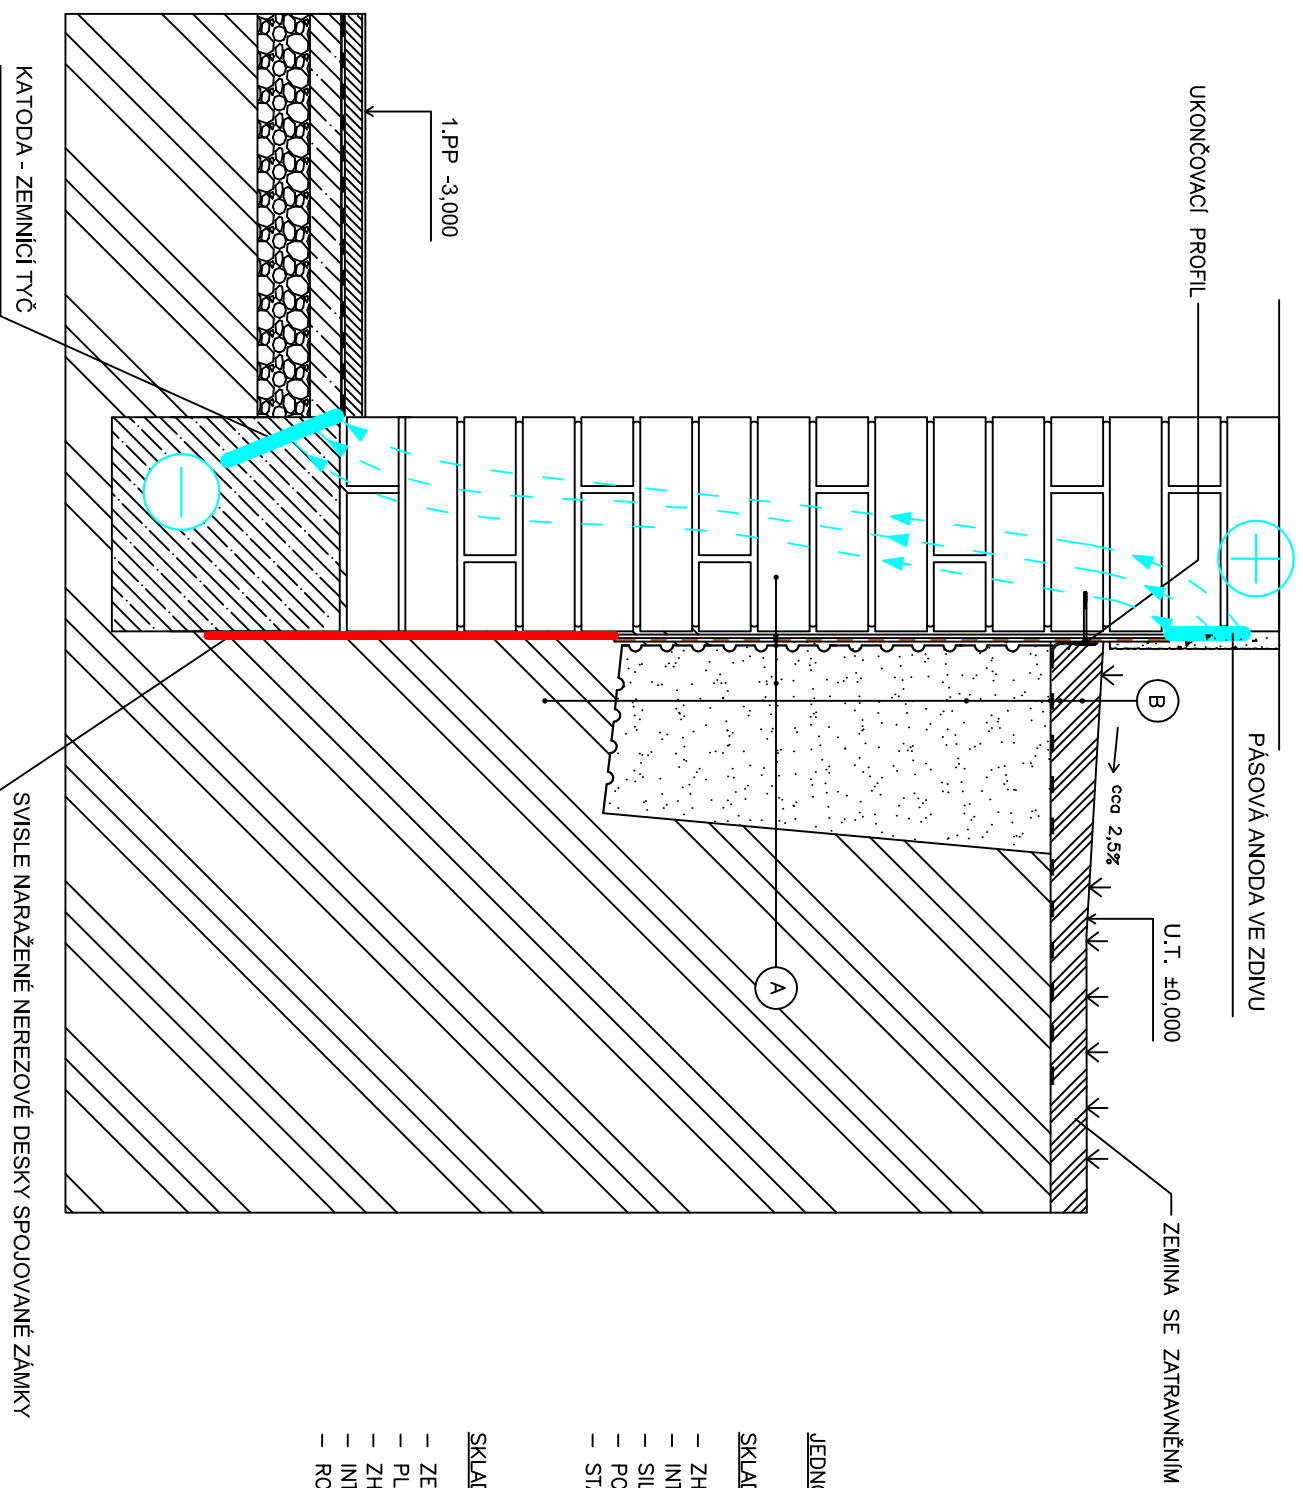 ZEMINA SE ZATRAVNĚNÍM
PÁSOVÁ ANODA VE ZDIVU
UKONČOVACÍ PROFIL
U.T. ±0,000
B
cca 2,5%
A
1.PP -3,000
KATODA - ZEMNÍCÍ TYČ
SVISLE NARAŽENÉ NEREZOVÉ DESKY SPOJOVANÉ ZÁMKY